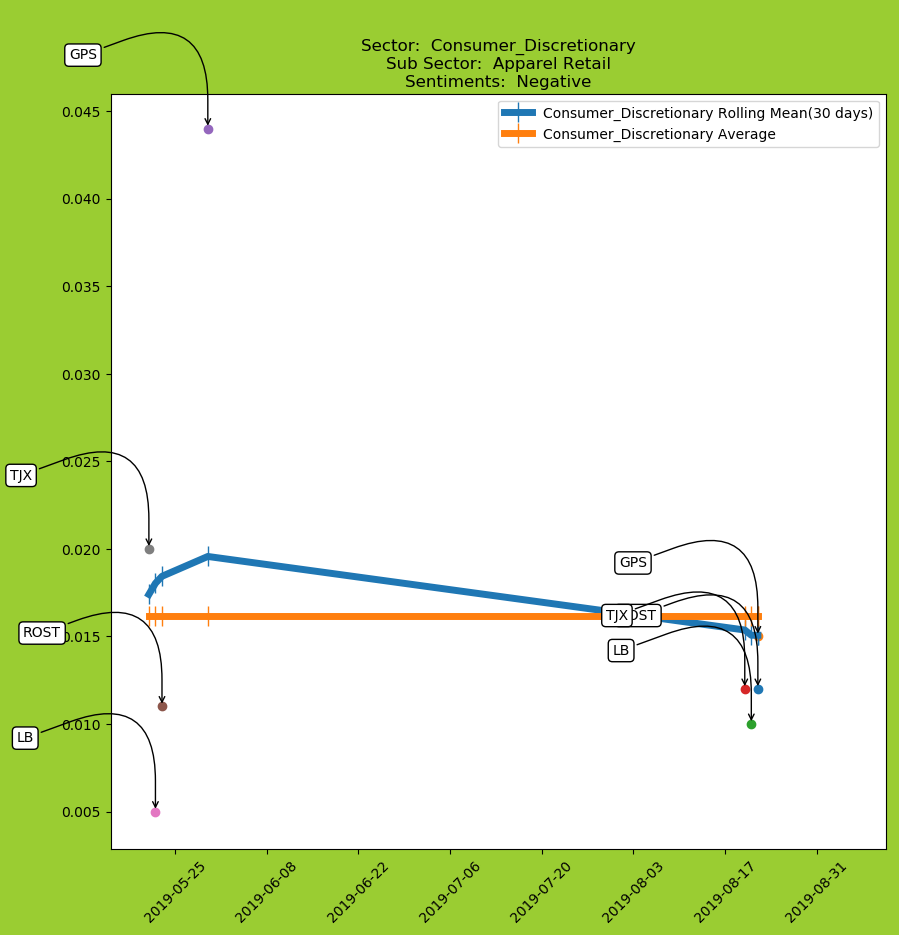 GPS
Sector:  Consumer_Discretionary
Sub Sector:  Apparel Retail
Sentiments:  Negative
Consumer_Discretionary Rolling Mean(30 days)
Consumer_Discretionary Average
0.045
0.040
0.035
0.030
0.025
0.020
0.015
0.010
0.005
TJX
ROST
LB
GPS
TJX
LB
2019-05-25
2019-06-08
2019-06-22
2019-07-06
2019-07-20
2019-08-03
2019-08-17
2019-08-31